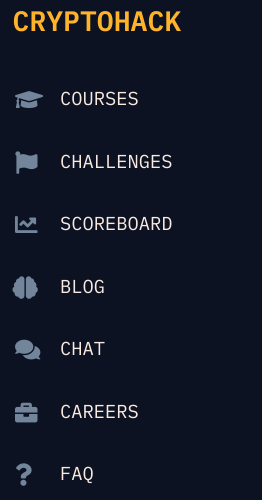 CRYPTOHACK
COURSES
CHALLENGES
SCOREBOARD
BLOG
CHAT
CAREERS
FAQ